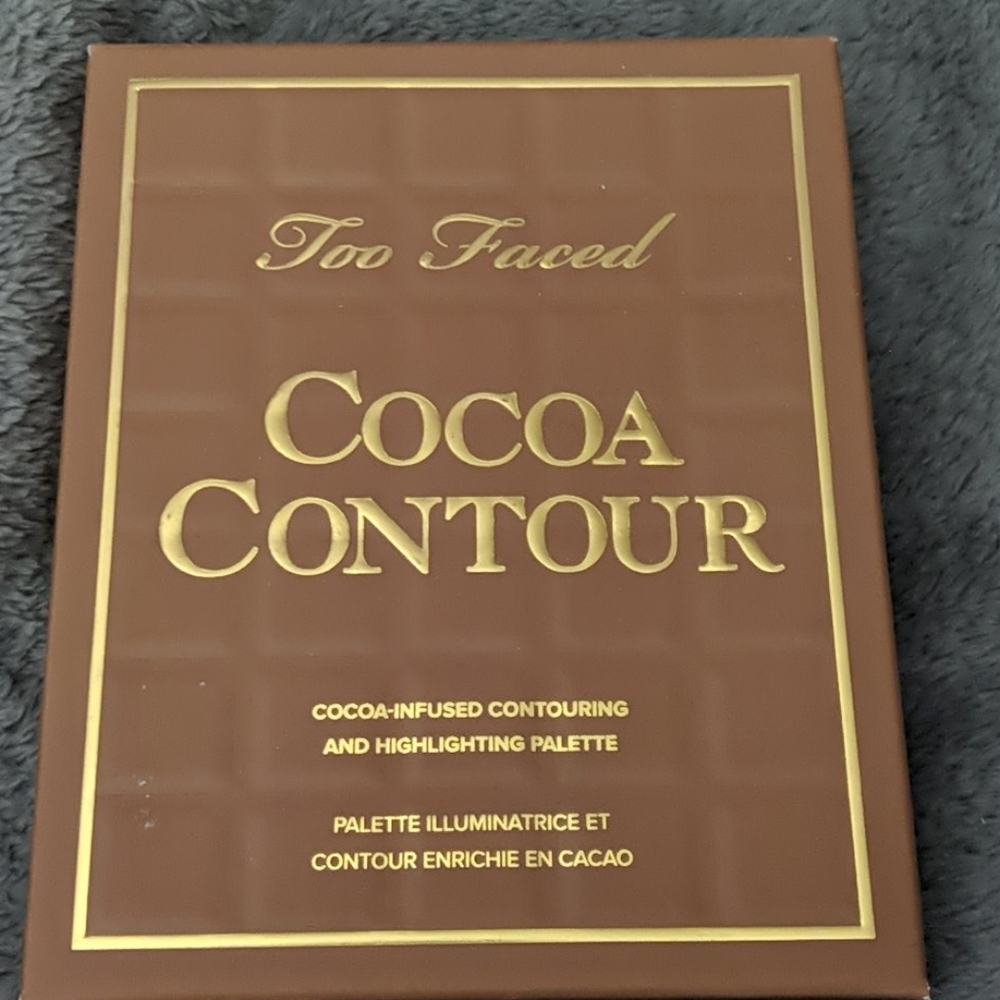 Too Faced
COCOA
CONTOUR
COCOA-INFUSED CONTOURING
AND HIGHLIGHTING PALETTE
PALETTE ILLUMINATRICE ET
CONTOUR ENRICHIE EN CACAO